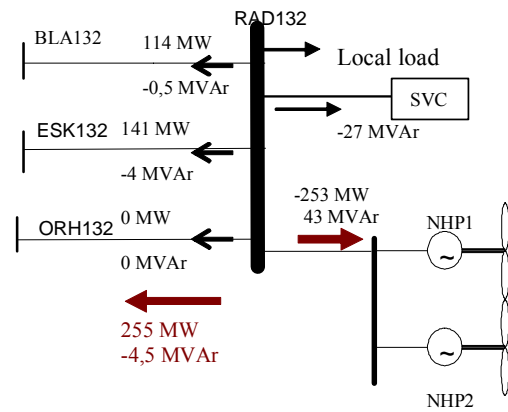 RAD132
BLA132
114 MW
-0,5 MVAr
Local load
SVC
-27 MVAr
ESK132
141 MW
-4 MVAr
-253 MW
43 MVAr
ORH132
0 MW
0 MVAr
NHP1
~
255 MW
-4,5 MVAr
~
NHP2